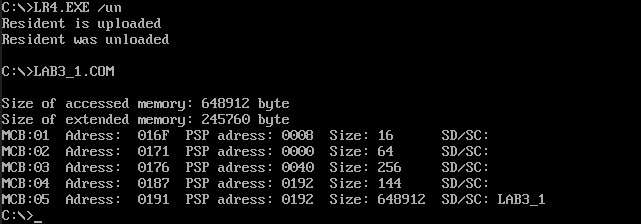 C:\>LR4.EXE /un
Resident is uploaded
Resident was unloaded
C:\>LAB3_1.COM
Size of accessed memory: 648912 byte
Size of extended memory: 245760 byte
MCB:01 Adress: 016F PSP adress: 0008 Size: 16 SD/SC:
MCB:02 Adress: 0171 PSP adress: 0000 Size: 64 SD/SC:
MCB:03 Adress: 0176 PSP adress: 0040 Size: 256 SD/SC:
MCB:04 Adress: 0187 PSP adress: 0192 Size: 144 SD/SC:
MCB:05 Adress: 0191 PSP adress: 0192 Size: 648912 SD/SC: LAB3_1
C:\>_